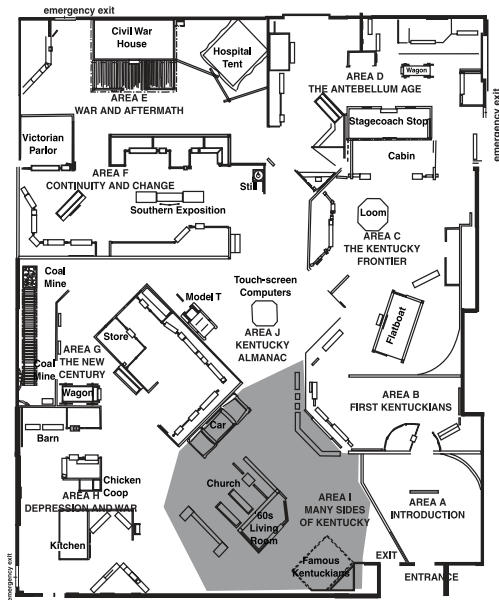 emergency exit
Civil War
House
Hospital
Tent
AREA D
THE ANTEBELLUM AGE
Wagon
AREA E
WAR AND AFTERMATH
Stagecoach Stop
emergency exit
Victorian
Parlor
Cabin
AREA F
CONTINUITY AND CHANGE
Still
Southern Exposition
Loom
AREA C
THE KENTUCKY
FRONTIER
Coal
Mine
Touch-screen
Computers
Model T
AREA J
KENTUCKY
ALMANAC
Flatboat
Store
AREA G
THE NEW
CENTURY
Coal
Mine
Wagon
AREA B
FIRST KENTUCKIANS
Car
Barn
Chicken
Coop
AREA H
DEPRESSION AND WAR
Church
'60s
Living
Room
AREA I
MANY SIDES
OF KENTUCKY
AREA A
INTRODUCTION
Kitchen
Famous
Kentuckians
EXIT
ENTRANCE
emergency exit